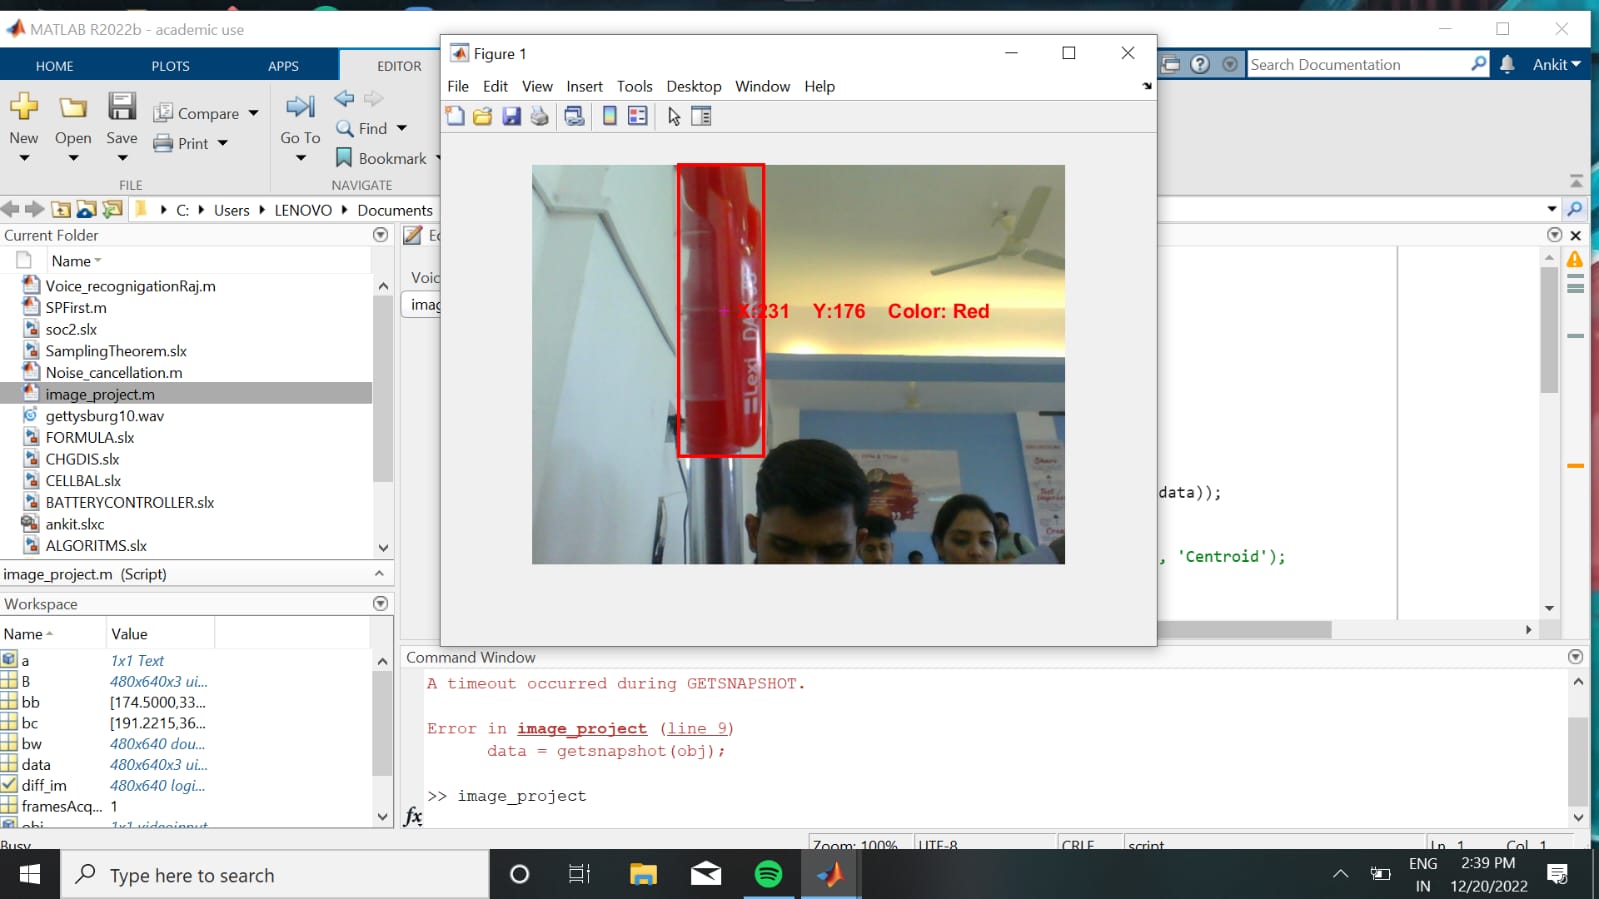 MATLAB R2022b - academic use
HOME PLOTS APPS EDITOR
Search Documentation
Ankit
New
Open
Save
Compare
Print
FILE
Go To
Find
Bookmark
NAVIGATE
C: Users LENOVO Documents
Current Folder
Name
Voice_recognigationRaj.m
SPFirst.m
soc2.slx
SamplingTheorem.slx
Noise_cancellation.m
image_project.m
gettysburg10.wav
FORMULA.slx
CHGDIS.slx
CELLBAL.slx
BATTERYCONTROLLER.slx
ankit.slxc
ALGORITMS.slx
image_project.m (Script)
Workspace
Name Value
a 1x1 Text
B 480x640x3 ui...
bb [174.5000,33...
bc [191.2215,36...
bw 480x640 dou...
data 480x640x3 ui...
diff_im 480x640 logi...
framesAcq... 1
obj 1x1 videoinput
Busy
Figure 1
File Edit View Insert Tools Desktop Window Help
X:231 Y:176 Color: Red
Lexi
data));
, 'Centroid');
Command Window
A timeout occurred during GETSNAPSHOT.
Error in image_project (line 9)
data = getsnapshot(obj);
>> image_project
fx
Zoom: 100% UTF-8 CRLF script Ln 1 Col 1
Type here to search
ENG
IN
2:39 PM
12/20/2022